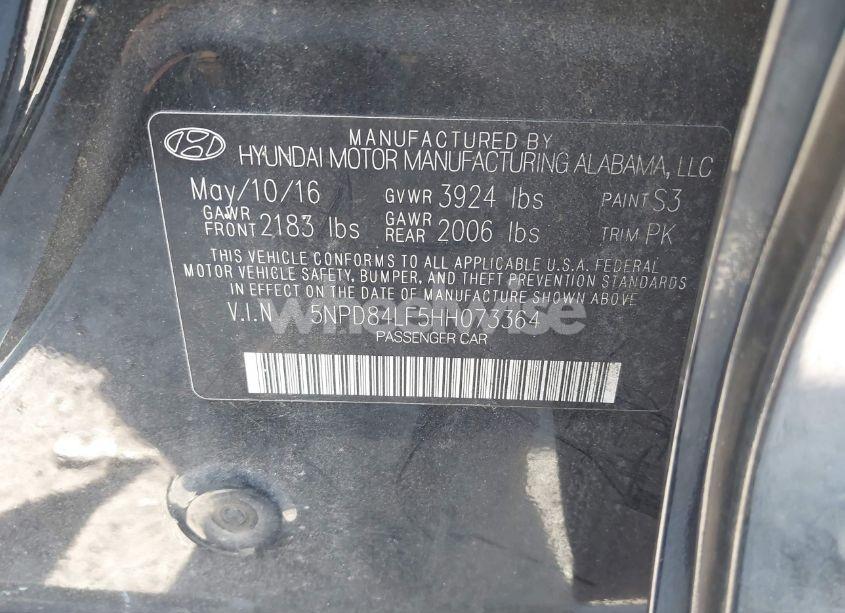 MANUFACTURED BY
HYUNDAI MOTOR MANUFACTURING ALABAMA, LLC
May/10/16 GVWR 3924 lbs PAINT S3
GAWR FRONT 2183 lbs GAWR REAR 2006 lbs TRIM PK
THIS VEHICLE CONFORMS TO ALL APPLICABLE U.S.A. FEDERAL
MOTOR VEHICLE SAFETY, BUMPER, AND THEFT PREVENTION STANDARDS
IN EFFECT ON THE DATE OF MANUFACTURE SHOWN ABOVE.
V.I.N 5NPD84LF5HH073364
wheelwise
PASSENGER CAR